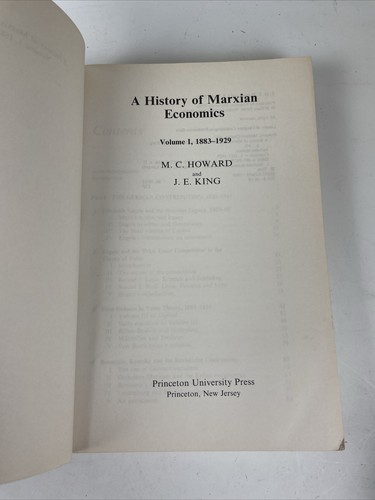 A History of Marxian
Economics
Volume I, 1883–1929
M. C. HOWARD
and
J. E. KING
Princeton University Press
Princeton, New Jersey